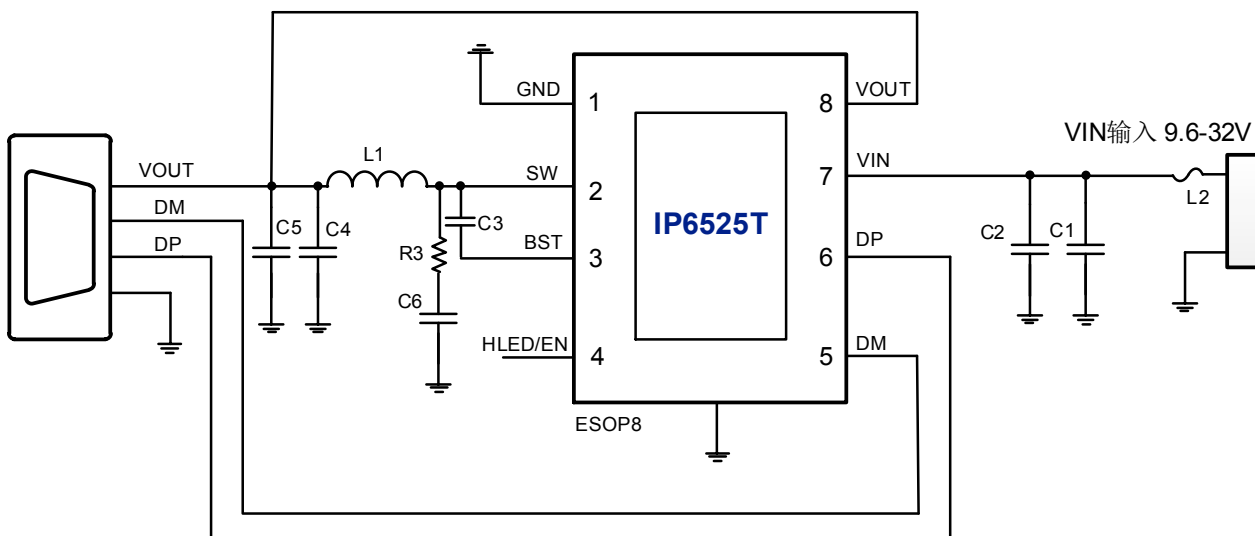 GND
1
8
VOUT
VIN输入 9.6-32V
VOUT
L1
SW
2
7
VIN
L2
DM
C5
C4
C3
IP6525T
C2
C1
DP
R3
BST
3
6
DP
C6
HLED/EN
4
5
DM
ESOP8